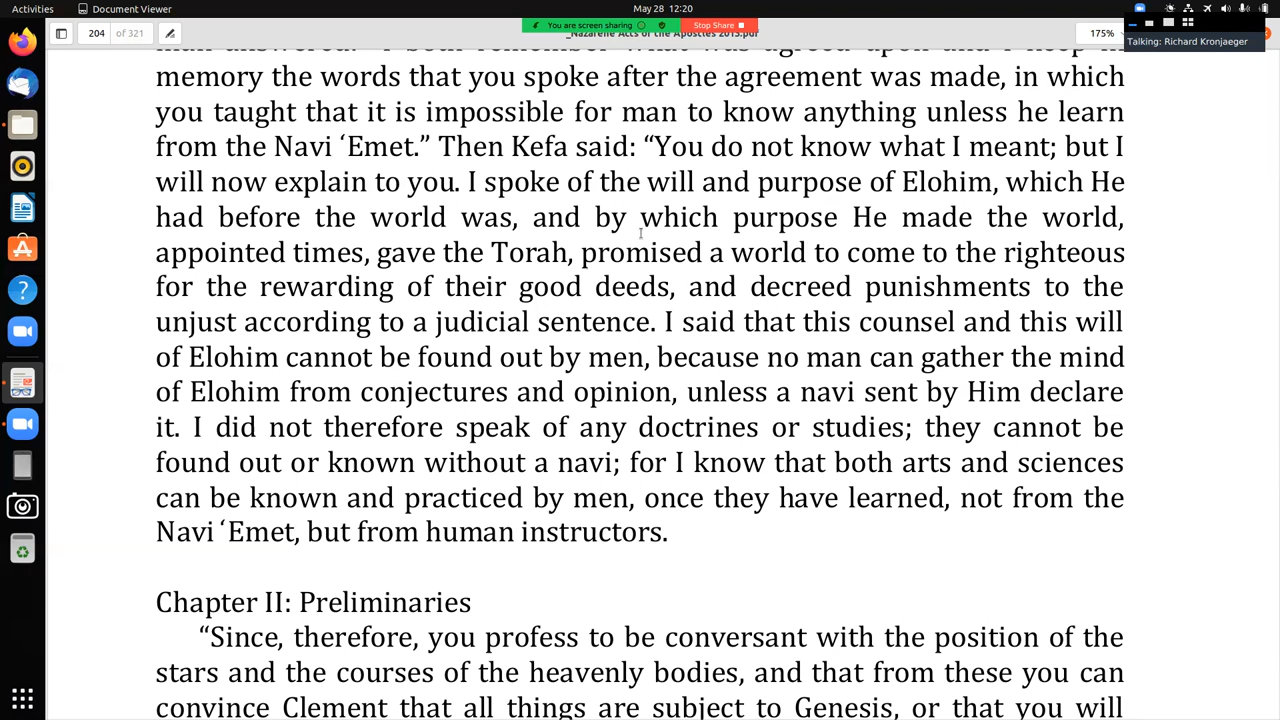 Activities
Document Viewer
May 28 12:20
204
of 321
You are screen sharing
Stop Share
_Nazarene Acts of the Apostles 2015.pdf
175%
Talking: Richard Kronjaeger
memory the words that you spoke after the agreement was made, in which
you taught that it is impossible for man to know anything unless he learn
from the Navi ‘Emet.” Then Kefa said: “You do not know what I meant; but I
will now explain to you. I spoke of the will and purpose of Elohim, which He
had before the world was, and by which purpose He made the world,
appointed times, gave the Torah, promised a world to come to the righteous
for the rewarding of their good deeds, and decreed punishments to the
unjust according to a judicial sentence. I said that this counsel and this will
of Elohim cannot be found out by men, because no man can gather the mind
of Elohim from conjectures and opinion, unless a navi sent by Him declare
it. I did not therefore speak of any doctrines or studies; they cannot be
found out or known without a navi; for I know that both arts and sciences
can be known and practiced by men, once they have learned, not from the
Navi ‘Emet, but from human instructors.
Chapter II: Preliminaries
“Since, therefore, you profess to be conversant with the position of the
stars and the courses of the heavenly bodies, and that from these you can
convince Clement that all things are subject to Genesis, or that you will